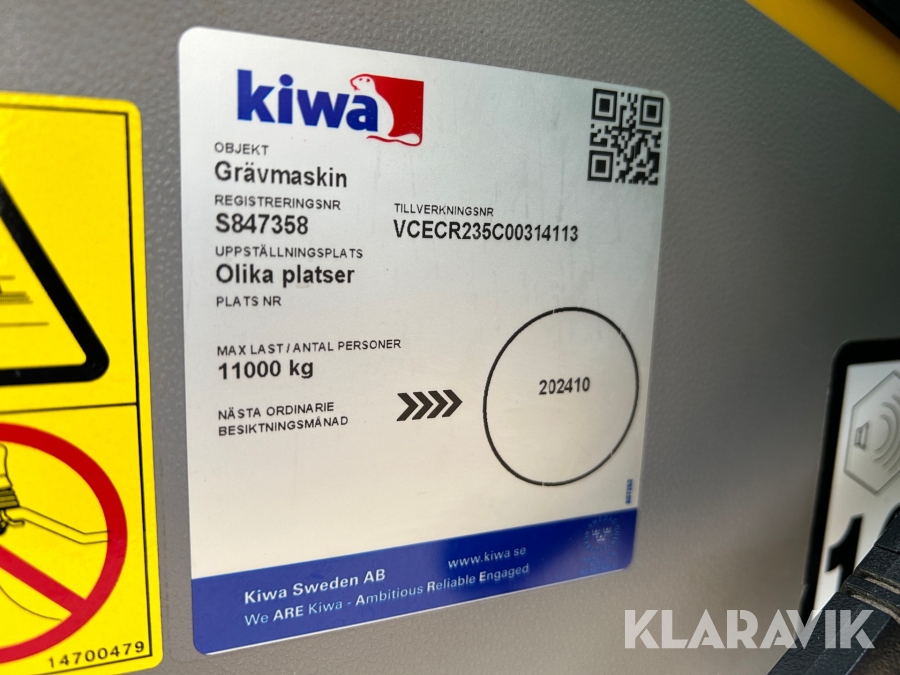 kiwa
OBJEKT
Grävmaskin
REGISTRERINGSNR
S847358
TILLVERKNINGSNR
VCECR235C00314113
UPPSTÄLLNINGSPLATS
Olika platser
PLATS NR
MAX LAST / ANTAL PERSONER
11000 kg
NÄSTA ORDINARIE
BESIKTNINGSMÅNAD
202410
www.kiwa.se
Kiwa Sweden AB
We ARE Kiwa - Ambitious Reliable Engaged
14700479
KLARAVIK